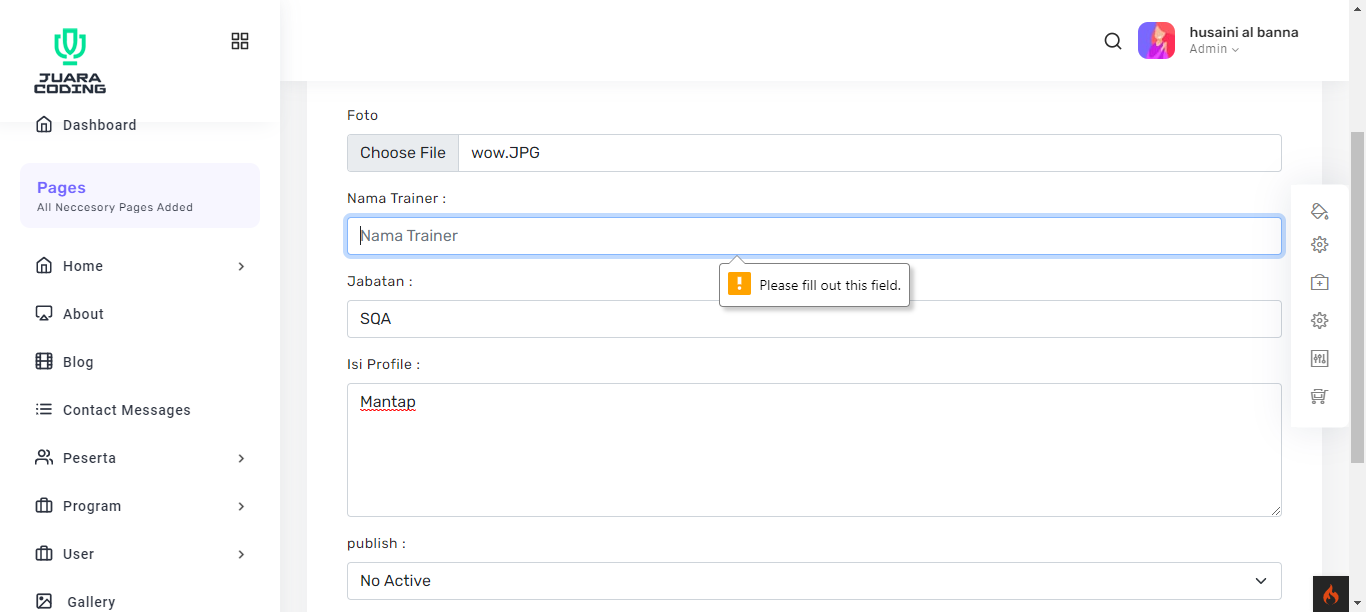 JUARA
CODING
Dashboard
Pages
All Neccesory Pages Added
Home
About
Blog
Contact Messages
Peserta
Program
User
Gallery
husaini al banna
Admin
Foto
Choose File wow.JPG
Nama Trainer :
Nama Trainer
Please fill out this field.
Jabatan :
SQA
Isi Profile :
Mantap
publish :
No Active